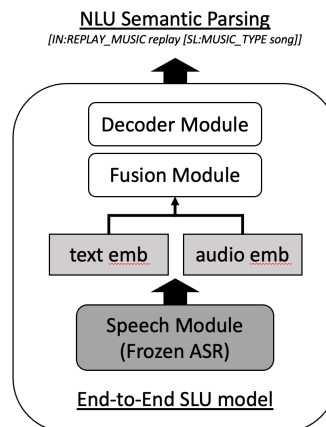 NLU Semantic Parsing
[IN:REPLAY_MUSIC replay [SL:MUSIC_TYPE song]]
Decoder Module
Fusion Module
text emb
audio emb
Speech Module
(Frozen ASR)
End-to-End SLU model